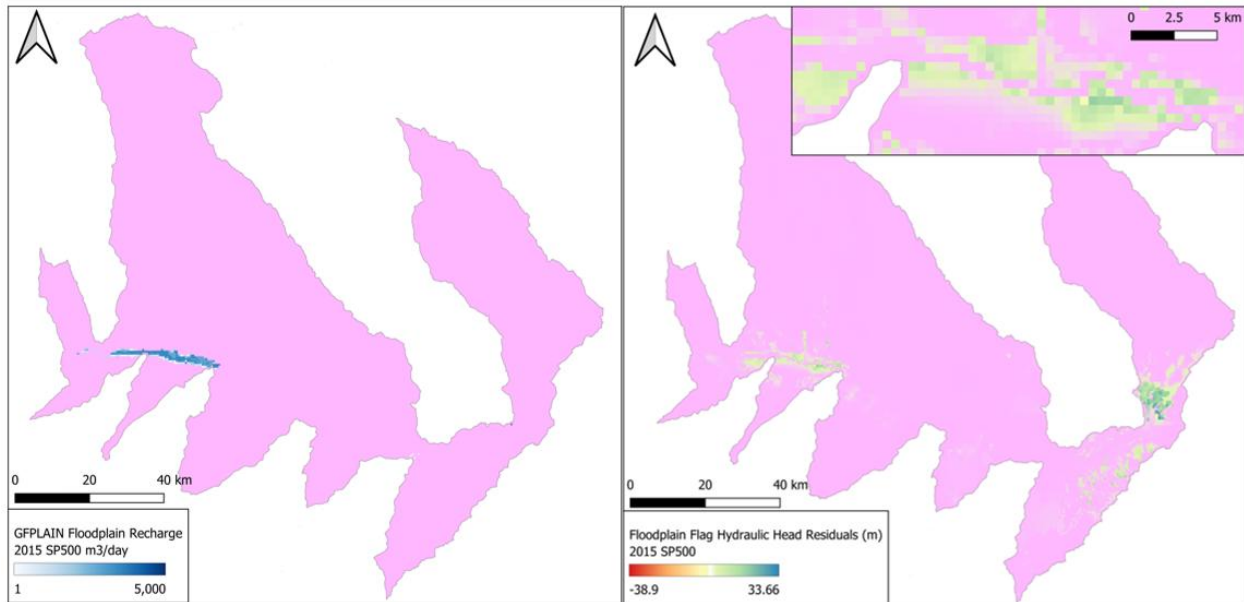 0 20 40 km
GFPLAIN Floodplain Recharge
2015 SP500 m3/day
1 5,000
0 2.5 5 km
0 20 40 km
Floodplain Flag Hydraulic Head Residuals (m)
2015 SP500
-38.9 33.66